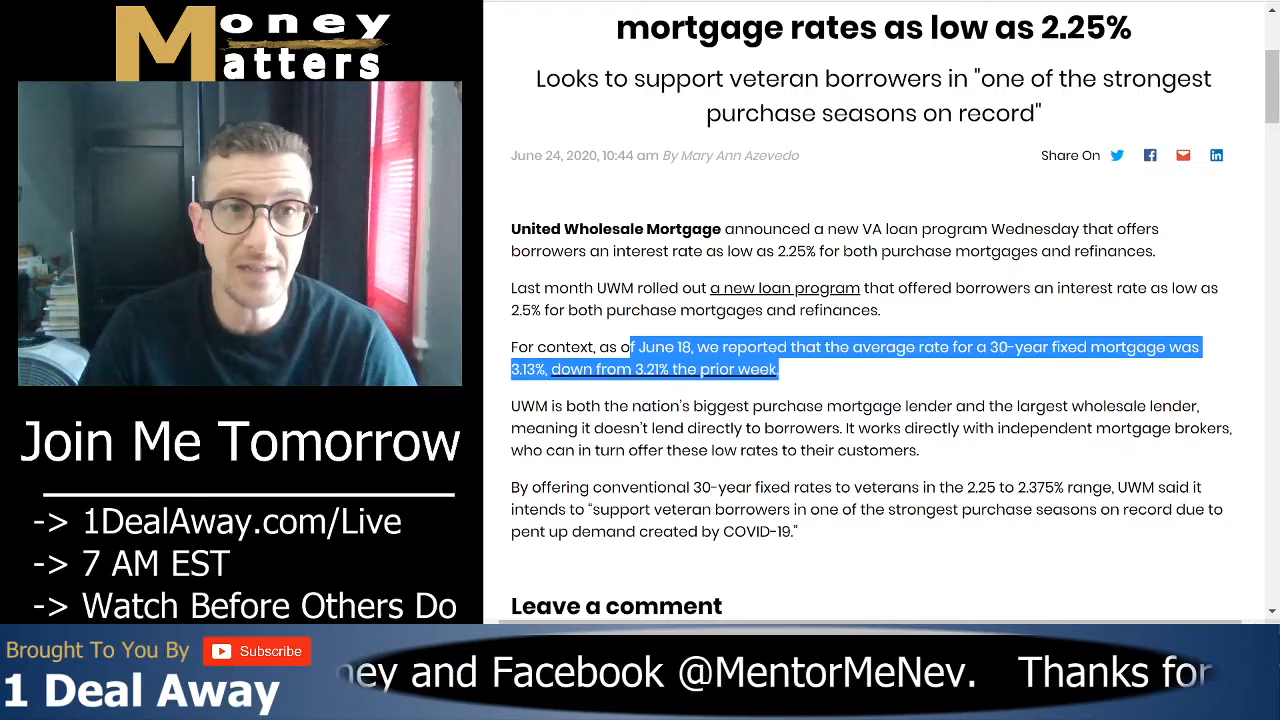 Money
Matters
Join Me Tomorrow
-> 1DealAway.com/Live
-> 7 AM EST
-> Watch Before Others Do
mortgage rates as low as 2.25%
Looks to support veteran borrowers in "one of the strongest
purchase seasons on record"
June 24, 2020, 10:44 am By Mary Ann Azevedo
Share On
United Wholesale Mortgage announced a new VA loan program Wednesday that offers
borrowers an interest rate as low as 2.25% for both purchase mortgages and refinances.
Last month UWM rolled out a new loan program that offered borrowers an interest rate as low as
2.5% for both purchase mortgages and refinances.
For context, as of June 18, we reported that the average rate for a 30-year fixed mortgage was
3.13%, down from 3.21% the prior week.
UWM is both the nation's biggest purchase mortgage lender and the largest wholesale lender,
meaning it doesn't lend directly to borrowers. It works directly with independent mortgage brokers,
who can in turn offer these low rates to their customers.
By offering conventional 30-year fixed rates to veterans in the 2.25 to 2.375% range, UWM said it
intends to “support veteran borrowers in one of the strongest purchase seasons on record due to
pent up demand created by COVID-19.”
Leave a comment
Brought To You By
Subscribe
1 Deal Away
ney and Facebook @MentorMeNev. Thanks for